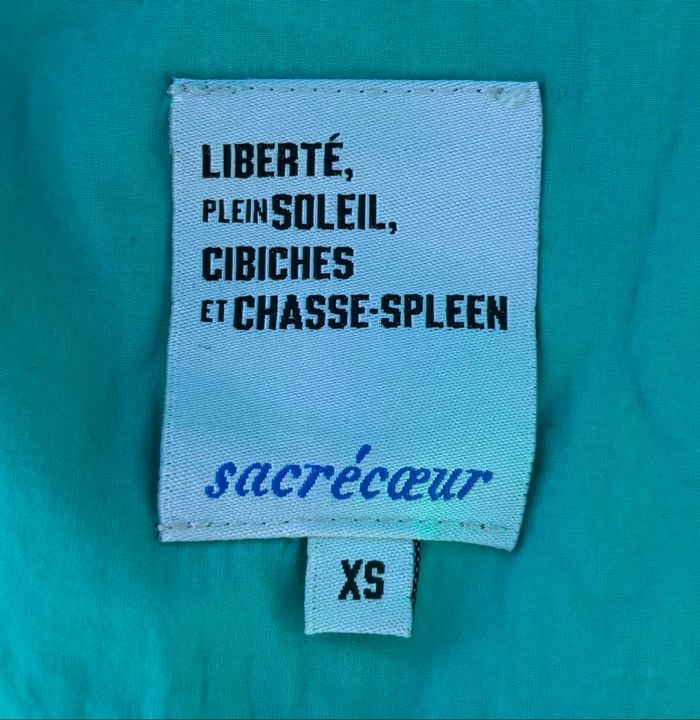 LIBERTÉ,
PLEIN SOLEIL,
CIBICHES
ET CHASSE-SPLEEN
sacrécœur
XS